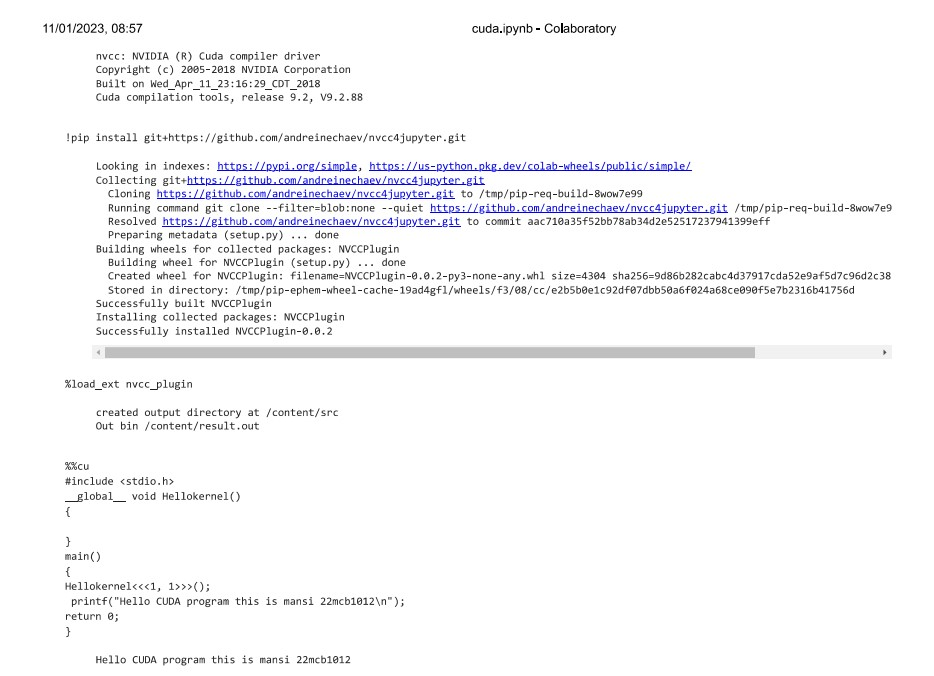 11/01/2023, 08:57 cuda.ipynb - Colaboratory
nvcc: NVIDIA (R) Cuda compiler driver
Copyright (c) 2005-2018 NVIDIA Corporation
Built on Wed_Apr_11_23:16:29_CDT_2018
Cuda compilation tools, release 9.2, V9.2.88
!pip install git+https://github.com/andreinechaev/nvcc4jupyter.git
Looking in indexes: https://pypi.org/simple, https://us-python.pkg.dev/colab-wheels/public/simple/
Collecting git+https://github.com/andreinechaev/nvcc4jupyter.git
Cloning https://github.com/andreinechaev/nvcc4jupyter.git to /tmp/pip-req-build-8wow7e99
Running command git clone --filter=blob:none --quiet https://github.com/andreinechaev/nvcc4jupyter.git /tmp/pip-req-build-8wow7e9
Resolved https://github.com/andreinechaev/nvcc4jupyter.git to commit aac710a35f52bb78ab34d2e52517237941399eff
Preparing metadata (setup.py) ... done
Building wheels for collected packages: NVCCPlugin
Building wheel for NVCCPlugin (setup.py) ... done
Created wheel for NVCCPlugin: filename=NVCCPlugin-0.0.2-py3-none-any.whl size=4304 sha256=9d86b282cabc4d37917cda52e9af5d7c96d2c38
Stored in directory: /tmp/pip-ephem-wheel-cache-19ad4gfl/wheels/f3/08/cc/e2b5b0e1c92df07dbb50a6f024a68ce090f5e7b2316b41756d
Successfully built NVCCPlugin
Installing collected packages: NVCCPlugin
Successfully installed NVCCPlugin-0.0.2
%load_ext nvcc_plugin
created output directory at /content/src
Out bin /content/result.out
%%cu
#include <stdio.h>
__global__ void Hellokernel()
{
}
main()
{
Hellokernel<<<1, 1>>>();
printf("Hello CUDA program this is mansi 22mcb1012\n");
return 0;
}
Hello CUDA program this is mansi 22mcb1012